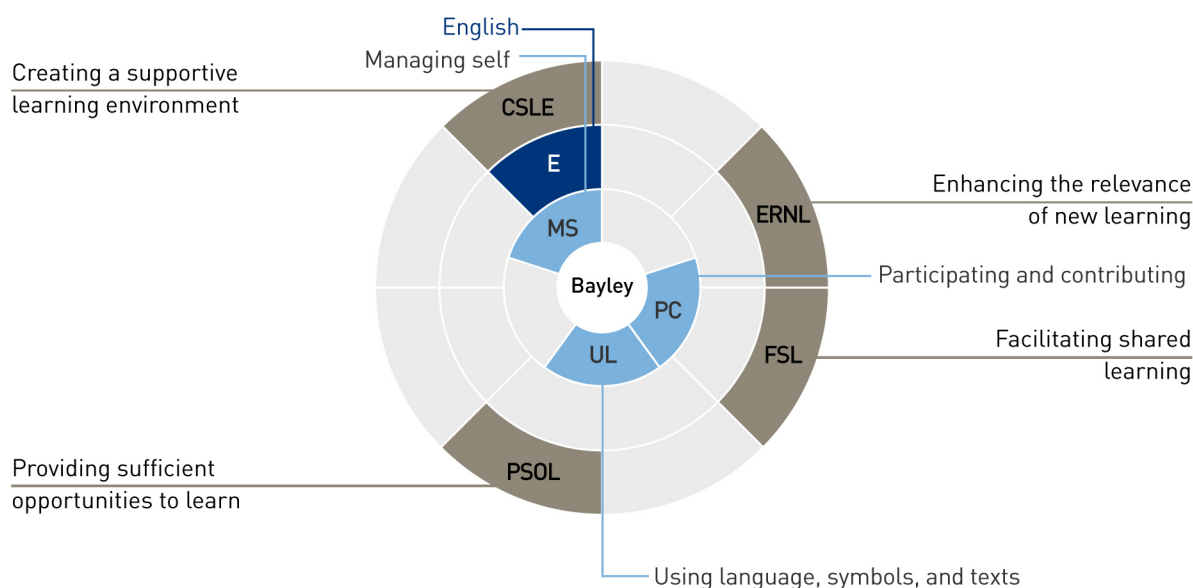 English
Managing self
Creating a supportive
learning environment
CSLE
E
MS
Enhancing the relevance
of new learning
ERNL
Bayley
Participating and contributing
PC
Facilitating shared
learning
FSL
UL
Providing sufficient
opportunities to learn
PSOL
Using language, symbols, and texts